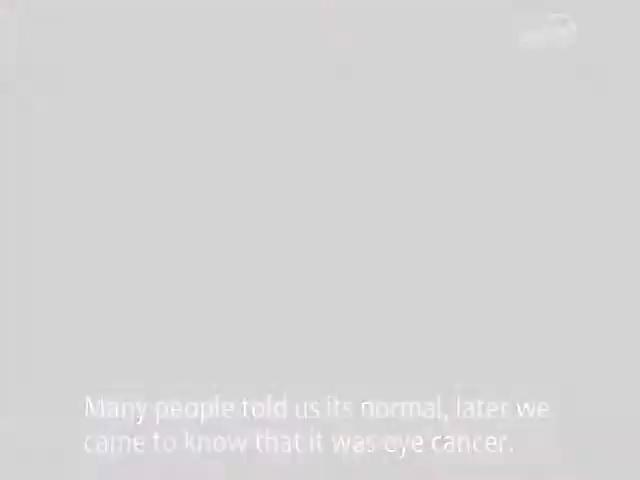 Many people told us its normal, later we
came to know that it was eye cancer.